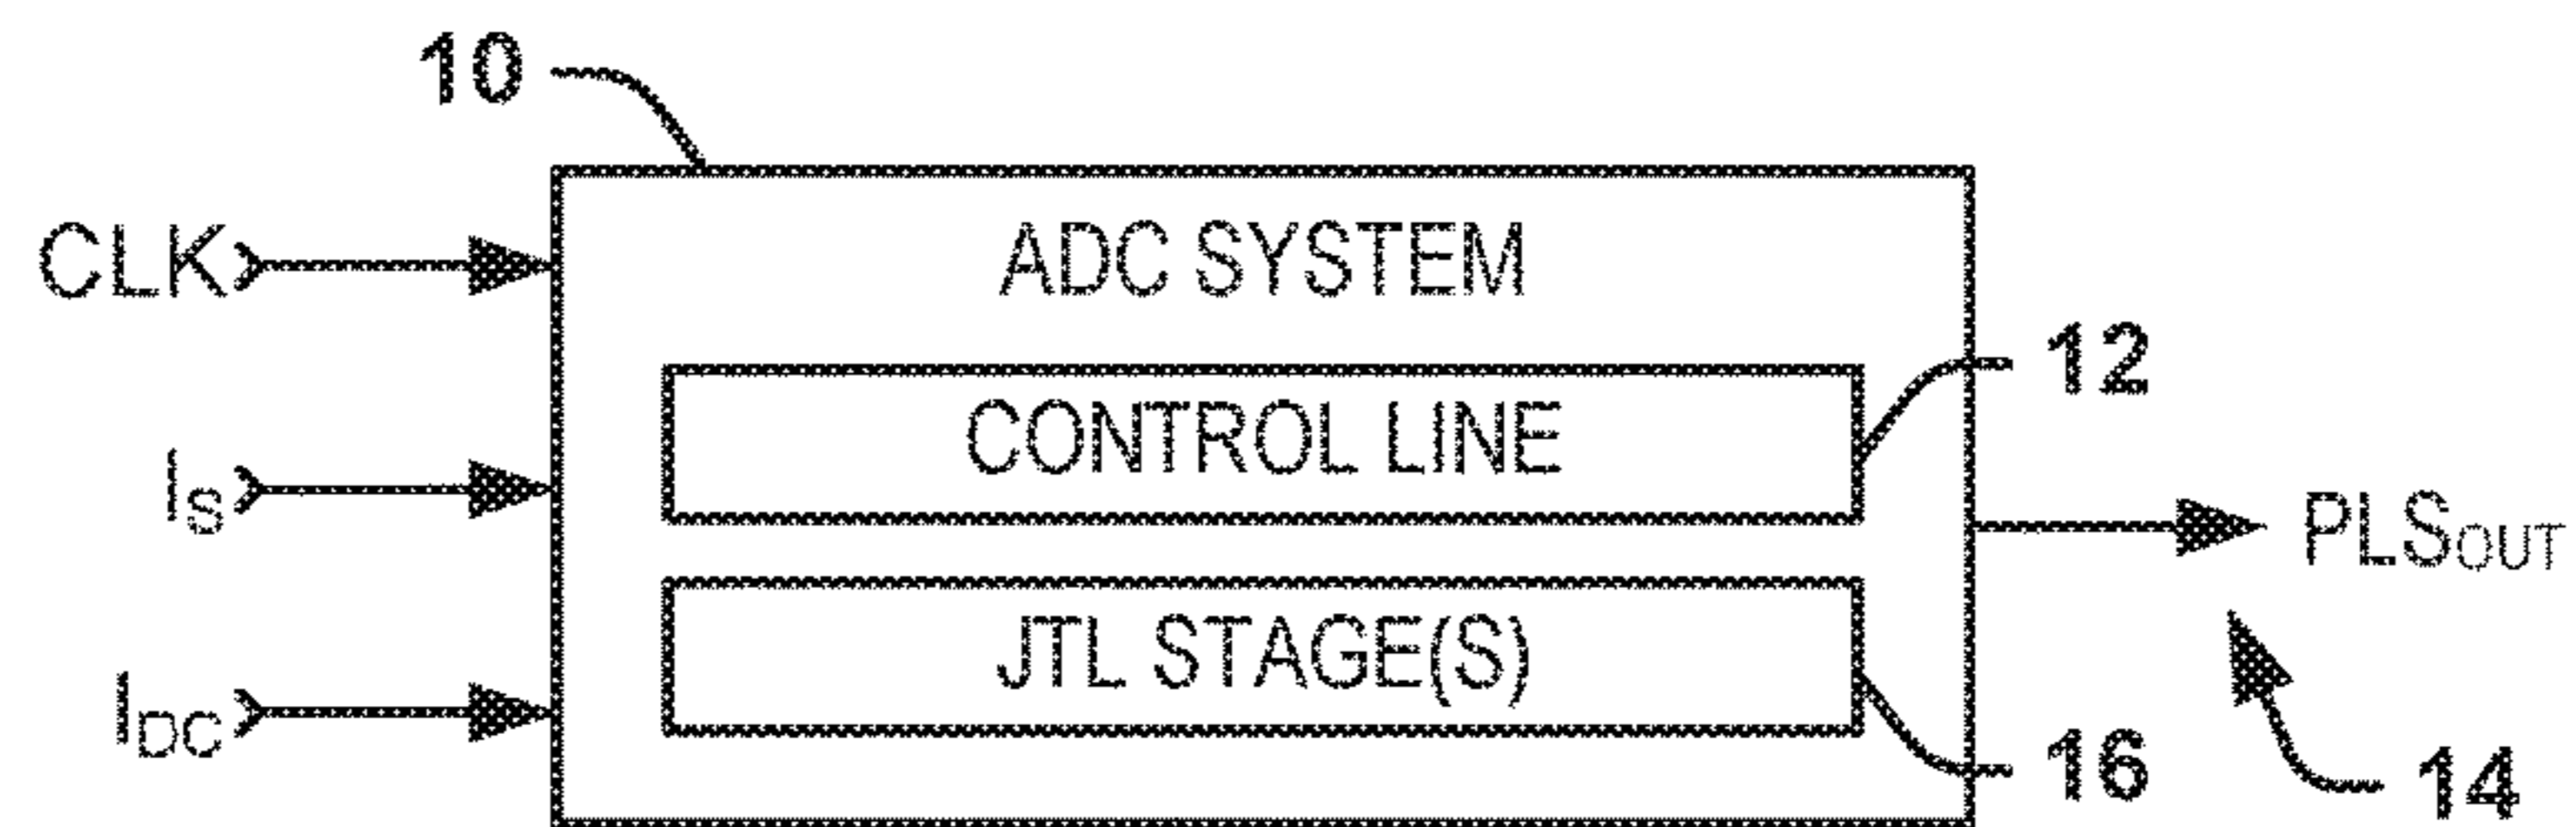 10
CLK
ADC SYSTEM
CONTROL LINE
12
IS
PLSOUT
JTL STAGE(S)
IDC
16
14